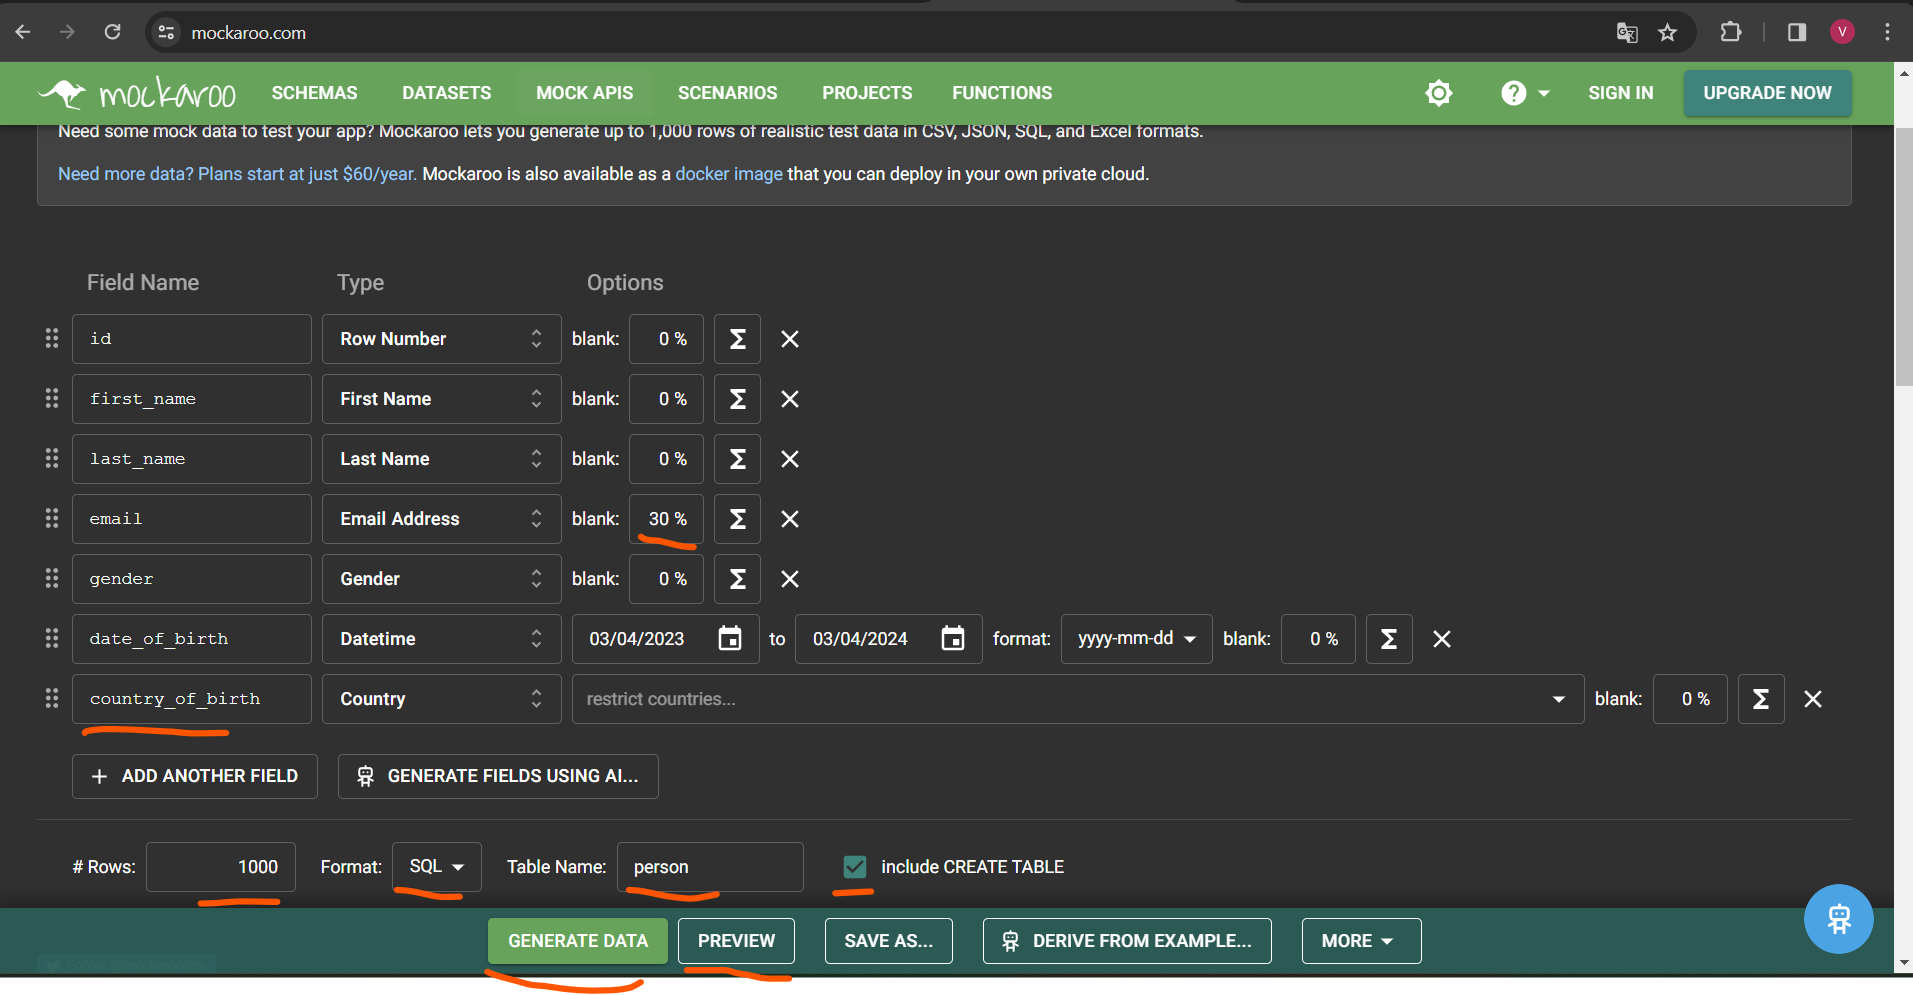 mockaroo.com
V
mockaroo SCHEMAS DATASETS MOCK APIS SCENARIOS PROJECTS FUNCTIONS ? SIGN IN UPGRADE NOW
Need some mock data to test your app? Mockaroo lets you generate up to 1,000 rows of realistic test data in CSV, JSON, SQL, and Excel formats.
Need more data? Plans start at just $60/year. Mockaroo is also available as a docker image that you can deploy in your own private cloud.
Field Name Type Options
id Row Number blank: 0 % Σ
first_name First Name blank: 0 % Σ
last_name Last Name blank: 0 % Σ
email Email Address blank: 30 % Σ
gender Gender blank: 0 % Σ
date_of_birth Datetime 03/04/2023 to 03/04/2024 format: yyyy-mm-dd blank: 0 % Σ
country_of_birth Country restrict countries... blank: 0 % Σ
+ ADD ANOTHER FIELD GENERATE FIELDS USING AI...
# Rows: 1000 Format: SQL Table Name: person include CREATE TABLE
GENERATE DATA PREVIEW SAVE AS... DERIVE FROM EXAMPLE... MORE